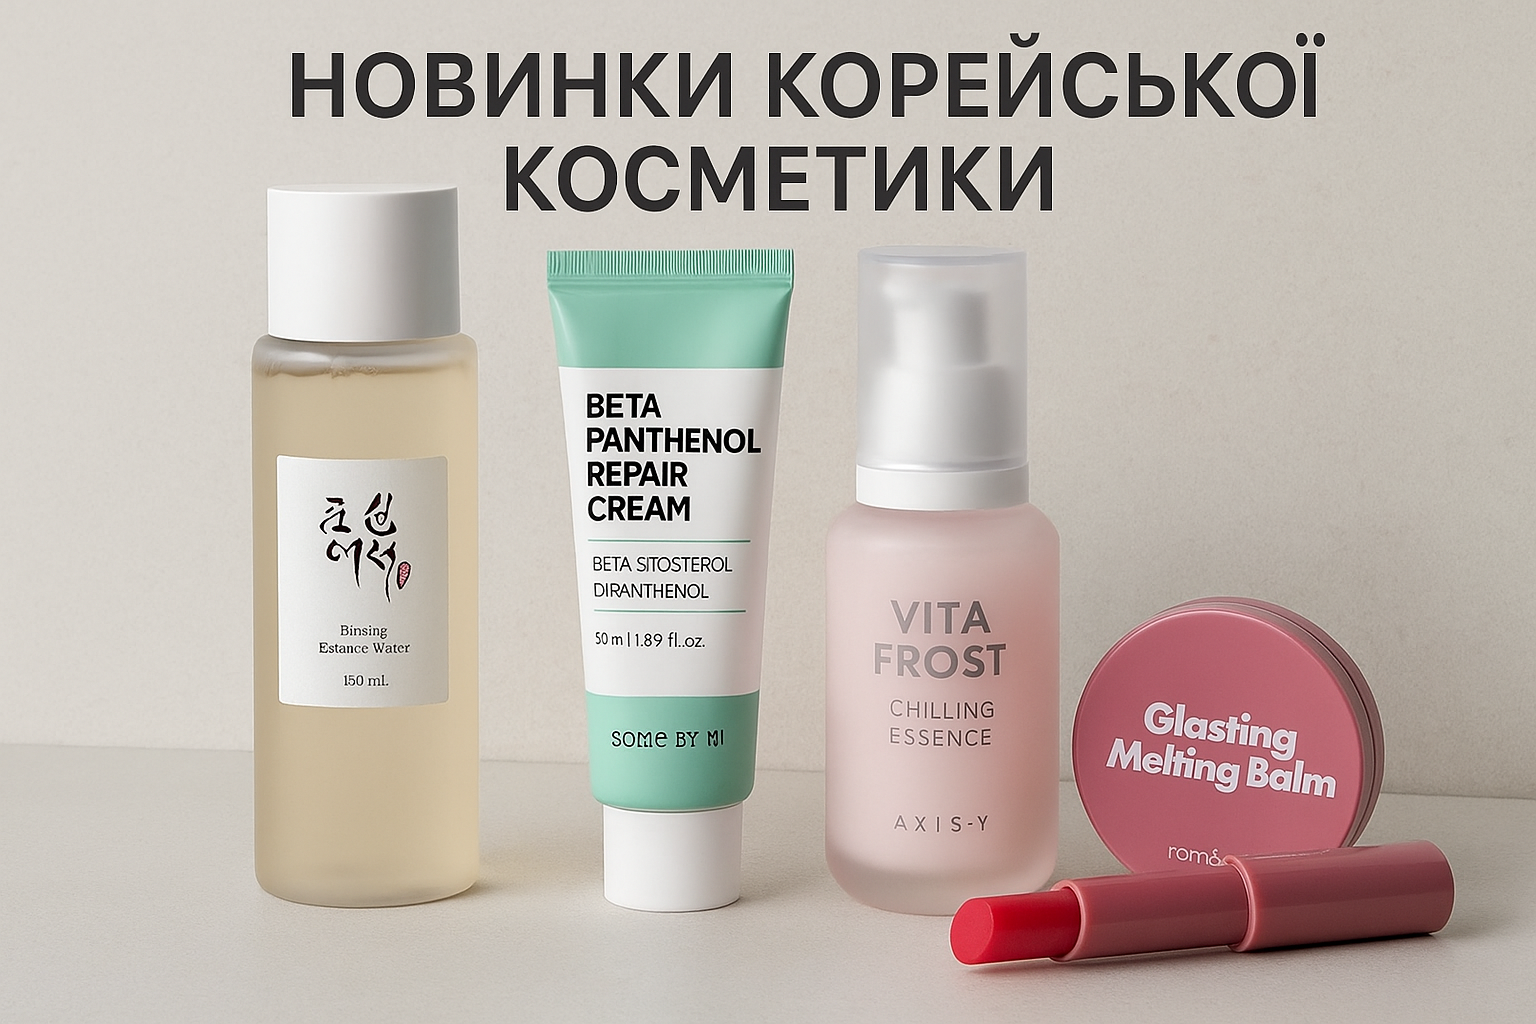 НОВИНКИ КОРЕЙСЬКОЇ
КОСМЕТИКИ
Binsing
Estance Water
150 mL
BETA
PANTHENOL
REPAIR
CREAM
BETA SITOSTEROL
DIRANTHENOL
50 m | 1.89 fl..oz.
SOMe BY MI
VITA
FROST
CHILLING
ESSENCE
AXIS-Y
Glasting
Melting Balm
rom&